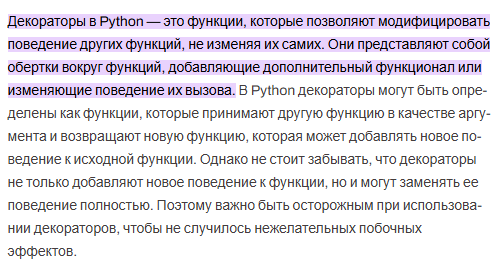 Декораторы в Python — это функции, которые позволяют модифицировать
поведение других функций, не изменяя их самих. Они представляют собой
обертки вокруг функций, добавляющие дополнительный функционал или
изменяющие поведение их вызова. В Python декораторы могут быть опре-
делены как функции, которые принимают другую функцию в качестве аргу-
мента и возвращают новую функцию, которая может добавлять новое по-
ведение к исходной функции. Однако не стоит забывать, что декораторы
не только добавляют новое поведение к функции, но и могут заменять ее
поведение полностью. Поэтому важно быть осторожным при использова-
нии декораторов, чтобы не случилось нежелательных побочных
эффектов.